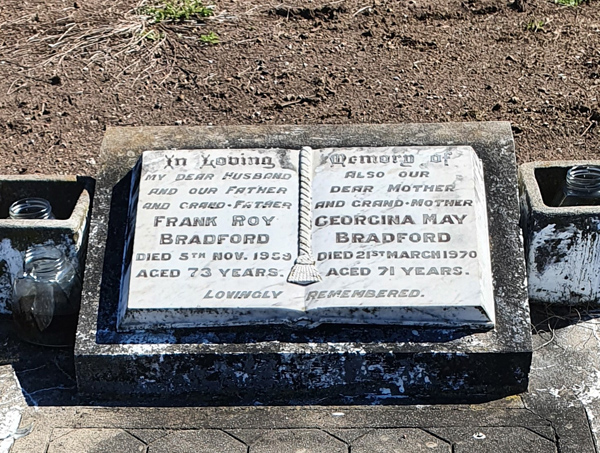 In Loving Memory of
MY DEAR HUSBAND
AND OUR FATHER
AND GRAND-FATHER
FRANK ROY
BRADFORD
DIED 5TH NOV. 1959
AGED 73 YEARS.
ALSO OUR
DEAR MOTHER
AND GRAND-MOTHER
GEORGINA MAY
BRADFORD
DIED 21ST MARCH 1970
AGED 71 YEARS.
LOVINGLY REMEMBERED.